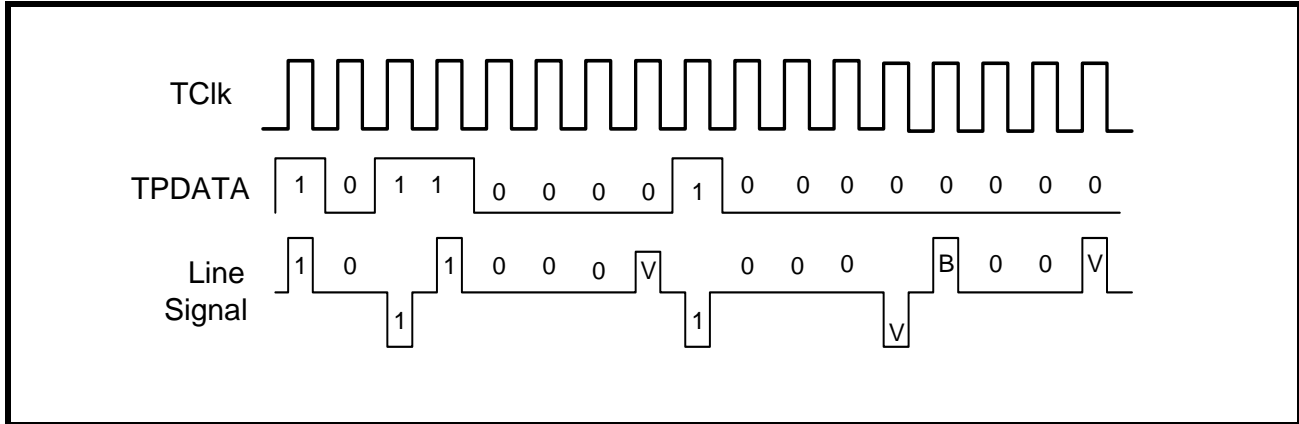 TClk
TPDATA 1 0 1 1 0 0 0 0 1 0 0 0 0 0 0 0 0
Line Signal 1 0 1 1 0 0 0 V 1 0 0 0 V B 0 0 V